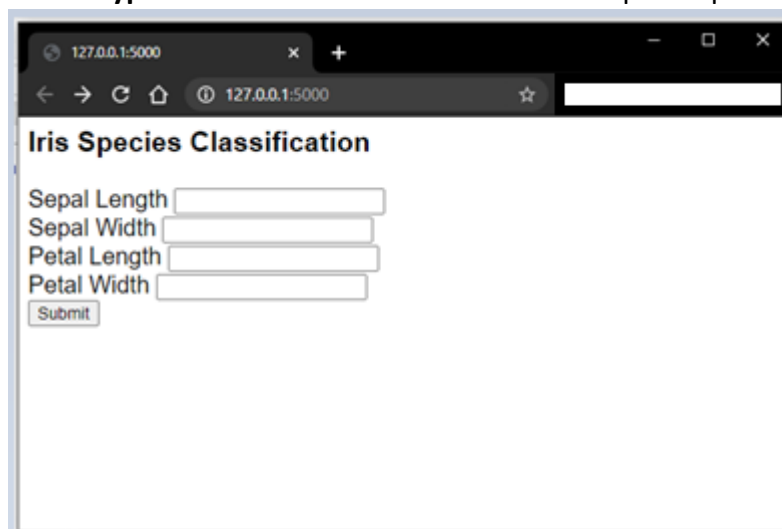 127.0.0.1:5000
127.0.0.1:5000
Iris Species Classification
Sepal Length
Sepal Width
Petal Length
Petal Width
Submit